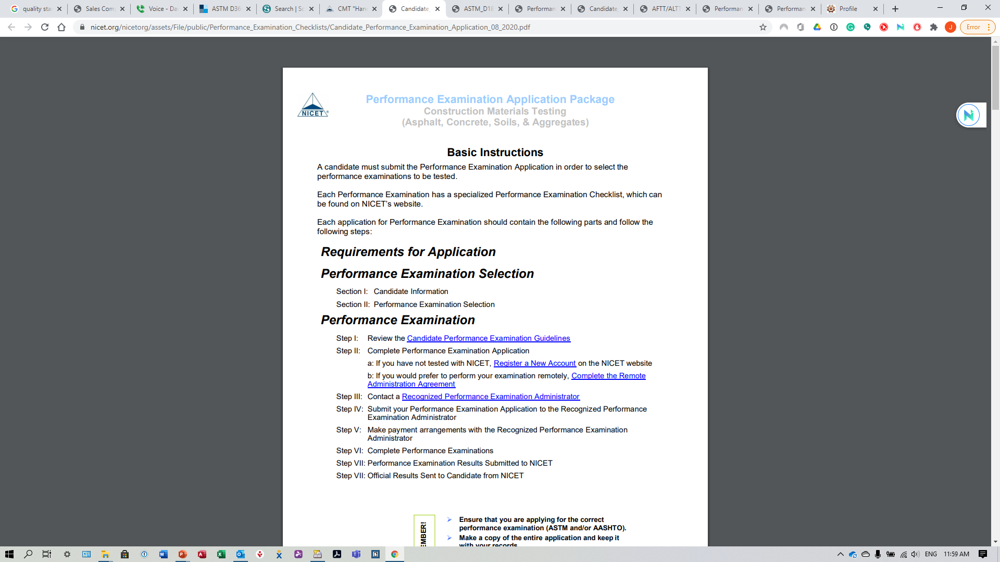 quality sta
Sales Com
Voice - Da
ASTM D36
Search | Sc
CMT "Han
Candidate
ASTM_D18
Performan
Candidate
AFTT/ALTT
Performan
Performan
Profile
nicet.org/nicetorg/assets/File/public/Performance_Examination_Checklists/Candidate_Performance_Examination_Application_08_2020.pdf
J
Error
NICET®
Performance Examination Application Package
Construction Materials Testing
(Asphalt, Concrete, Soils, & Aggregates)
Basic Instructions
A candidate must submit the Performance Examination Application in order to select the
performance examinations to be tested.
Each Performance Examination has a specialized Performance Examination Checklist, which can
be found on NICET’s website.
Each application for Performance Examination should contain the following parts and follow the
following steps:
Requirements for Application
Performance Examination Selection
Section I: Candidate Information
Section II: Performance Examination Selection
Performance Examination
Step I: Review the Candidate Performance Examination Guidelines
Step II: Complete Performance Examination Application
a: If you have not tested with NICET, Register a New Account on the NICET website
b: If you would prefer to perform your examination remotely, Complete the Remote
Administration Agreement
Step III: Contact a Recognized Performance Examination Administrator
Step IV: Submit your Performance Examination Application to the Recognized Performance
Examination Administrator
Step V: Make payment arrangements with the Recognized Performance Examination
Administrator
Step VI: Complete Performance Examinations
Step VII: Performance Examination Results Submitted to NICET
Step VII: Official Results Sent to Candidate from NICET
MBER!
Ensure that you are applying for the correct
performance examination (ASTM and/or AASHTO).
Make a copy of the entire application and keep it
with your records
ENG
11:59 AM